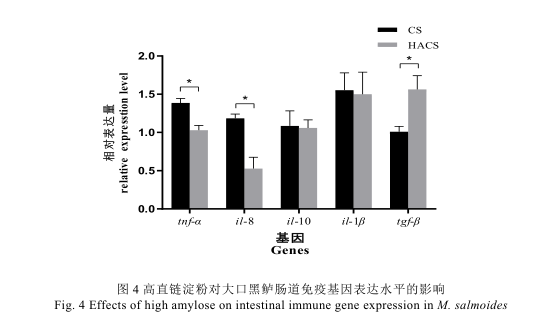 CS
HACS
2.0
1.5
1.0
0.5
0.0
相对表达量
relative expresstion level
*
*
*
tnf-α
il-8
il-10
il-1β
tgf-β
基因
Genes
图 4 高直链淀粉对大口黑鲈肠道免疫基因表达水平的影响
Fig. 4 Effects of high amylose on intestinal immune gene expression in M. salmoides